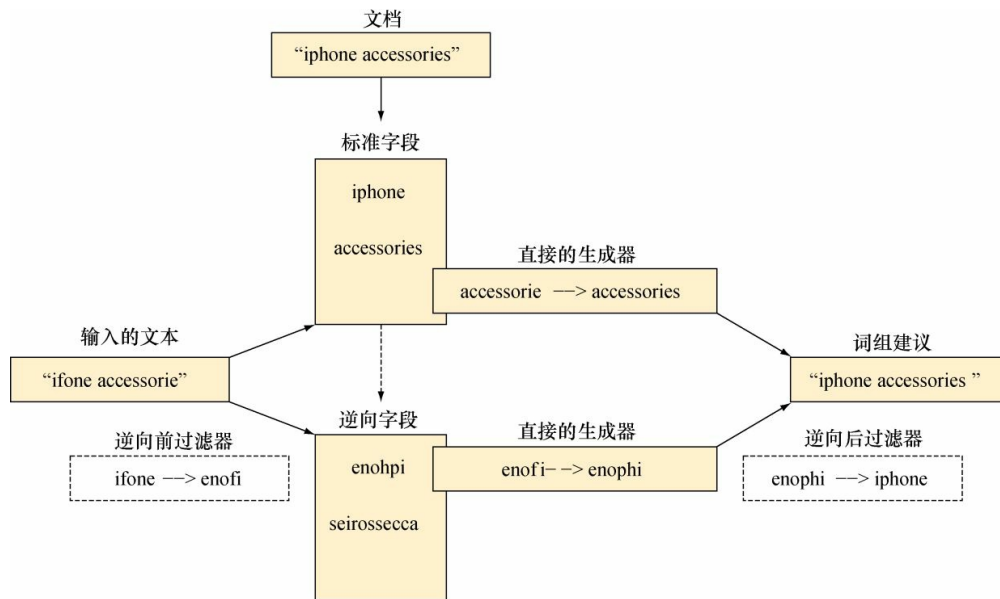 文档
“iphone accessories”
标准字段
iphone
accessories
直接的生成器
accessorie ——> accessories
输入的文本
“ifone accessorie”
词组建议
“iphone accessories ”
逆向前过滤器
ifone ——> enofi
逆向字段
enohpi
seirossecca
直接的生成器
enofi- -> enophi
逆向后过滤器
enophi ——> iphone